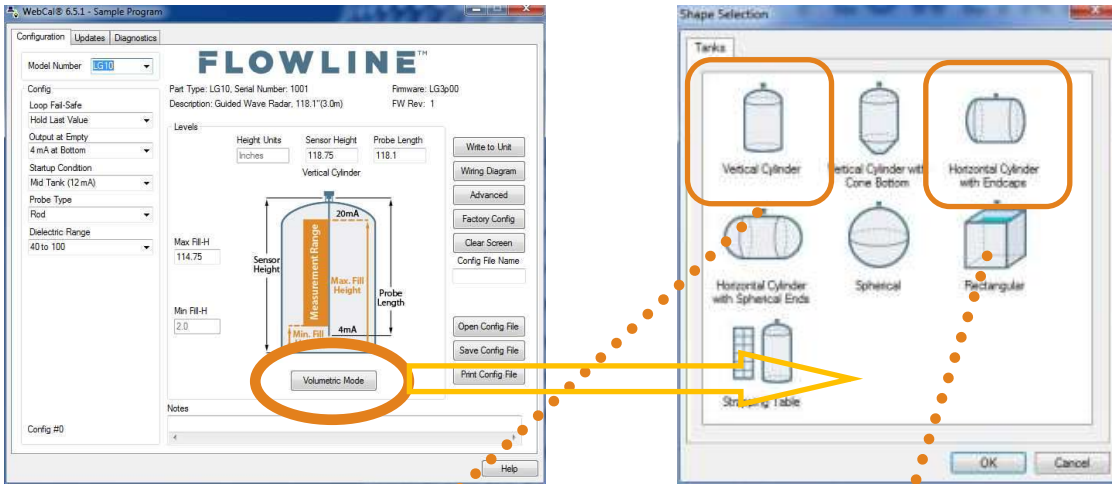 WebCal® 6.5.1 - Sample Program
Configuration Updates Diagnostics
Model Number LG10
FLOWLINE™
Config
Part Type: LG10, Serial Number: 1001 Firmware: LG3p00
Description: Guided Wave Radar, 118.1"(3.0m) FW Rev: 1
Loop Fail-Safe
Hold Last Value
Output at Empty
4 mA at Bottom
Startup Condition
Mid Tank (12 mA)
Probe Type
Rod
Dielectric Range
40 to 100
Config #0
Levels
Height Units Sensor Height Probe Length
Inches 118.75 118.1
Vertical Cylinder
Max Fill-H
114.75
Min Fill-H
2.0
20mA
Measurement Range
Sensor
Height
Max. Fill
Height
Probe
Length
Min. Fill
4mA
Volumetric Mode
Notes
Write to Unit
Wiring Diagram
Advanced
Factory Config
Clear Screen
Config File Name
Open Config File
Save Config File
Print Config File
Help
Shape Selection
Tanks
Vertical Cylinder
Vertical Cylinder with
Cone Bottom
Horizontal Cylinder
with Endcaps
Horizontal Cylinder
with Spherical Ends
Spherical
Rectangular
Strapping Table
OK Cancel